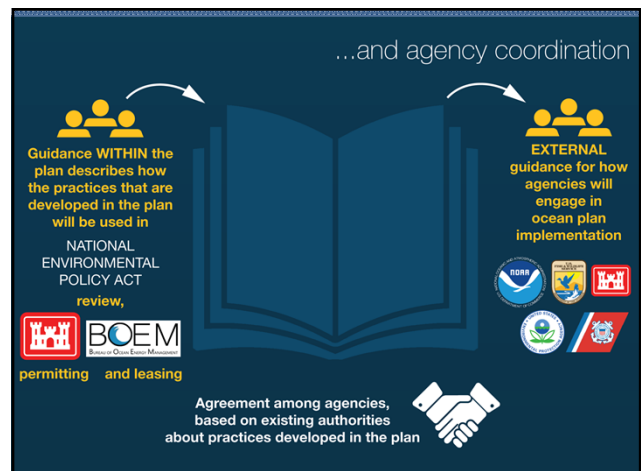 ...and agency coordination
Guidance WITHIN the
plan describes how
the practices that are
developed in the plan
will be used in
NATIONAL
ENVIRONMENTAL
POLICY ACT
review,
BOEM
BUREAU OF OCEAN ENERGY MANAGEMENT
permitting and leasing
EXTERNAL
guidance for how
agencies will
engage in
ocean plan
implementation
NOAA
Agreement among agencies,
based on existing authorities
about practices developed in the plan